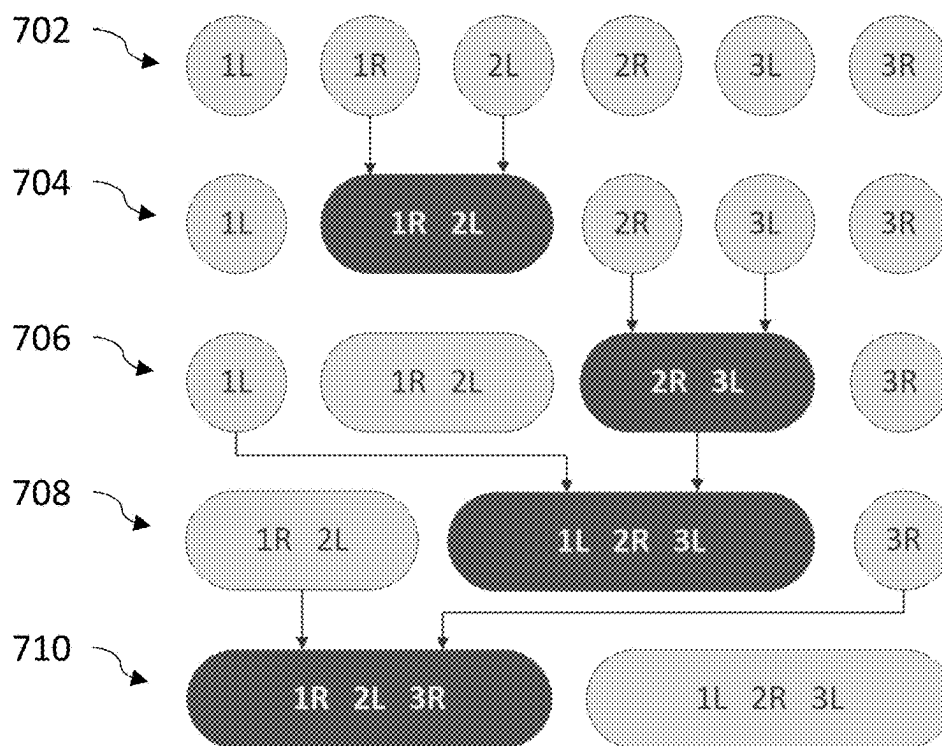 702 1L 1R 2L 2R 3L 3R
704 1L 1R 2L 2R 3L 3R
706 1L 1R 2L 2R 3L 3R
708 1R 2L 1L 2R 3L 3R
710 1R 2L 3R 1L 2R 3L